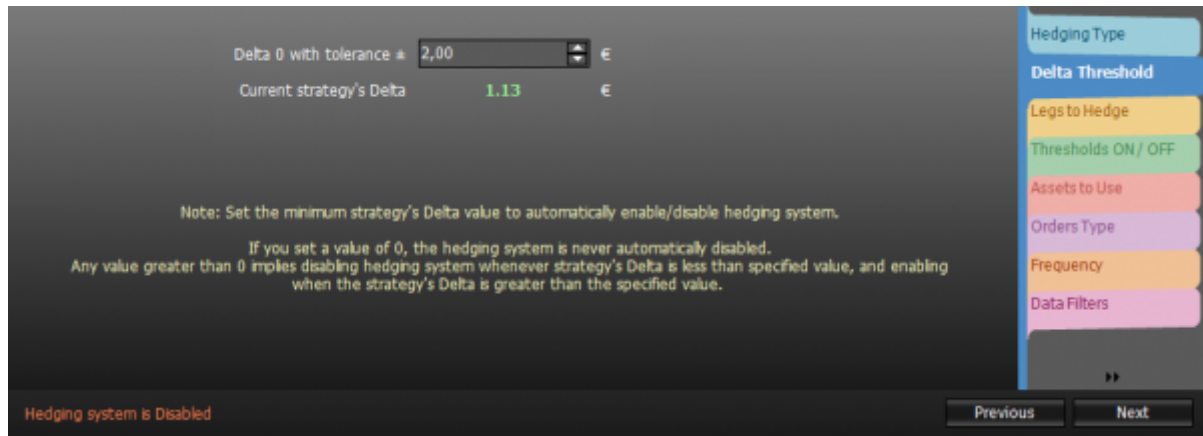 Delta 0 with tolerance ± 2,00 €
Current strategy's Delta 1.13 €
Note: Set the minimum strategy's Delta value to automatically enable/disable hedging system.
If you set a value of 0, the hedging system is never automatically disabled.
Any value greater than 0 implies disabling hedging system whenever strategy's Delta is less than specified value, and enabling
when the strategy's Delta is greater than the specified value.
Hedging Type
Delta Threshold
Legs to Hedge
Thresholds ON / OFF
Assets to Use
Orders Type
Frequency
Data Filters
Hedging system is Disabled
Previous
Next